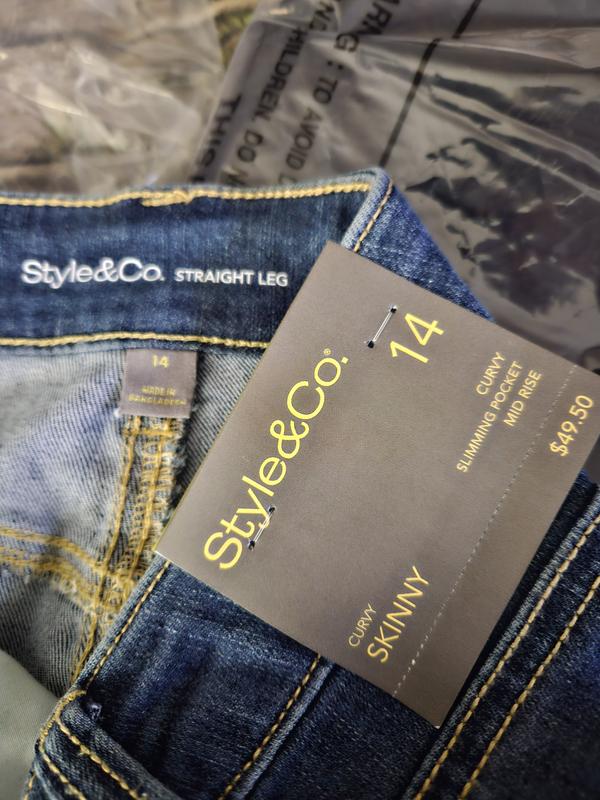 RNG : TO AVOID
CHILDREN. DO N
THIS
Style&Co. STRAIGHT LEG
14
MADE IN
BANGLADESH
Style&Co.®
14
CURVY
SLIMMING POCKET
MID RISE
$49.50
CURVY
SKINNY